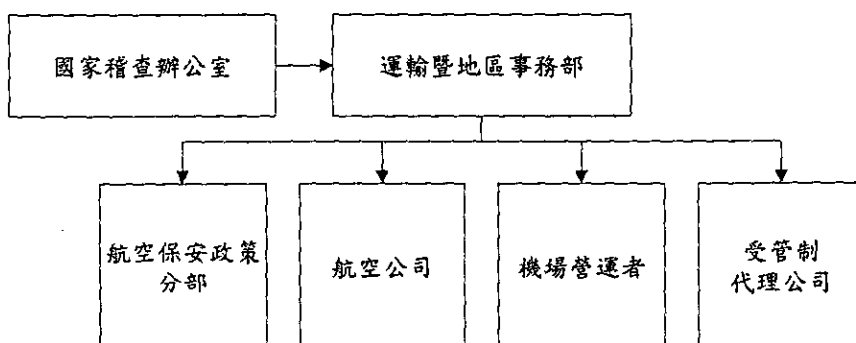 國家稽查辦公室
運輸暨地區事務部
航空保安政策
分部
航空公司
機場營運者
受管制
代理公司